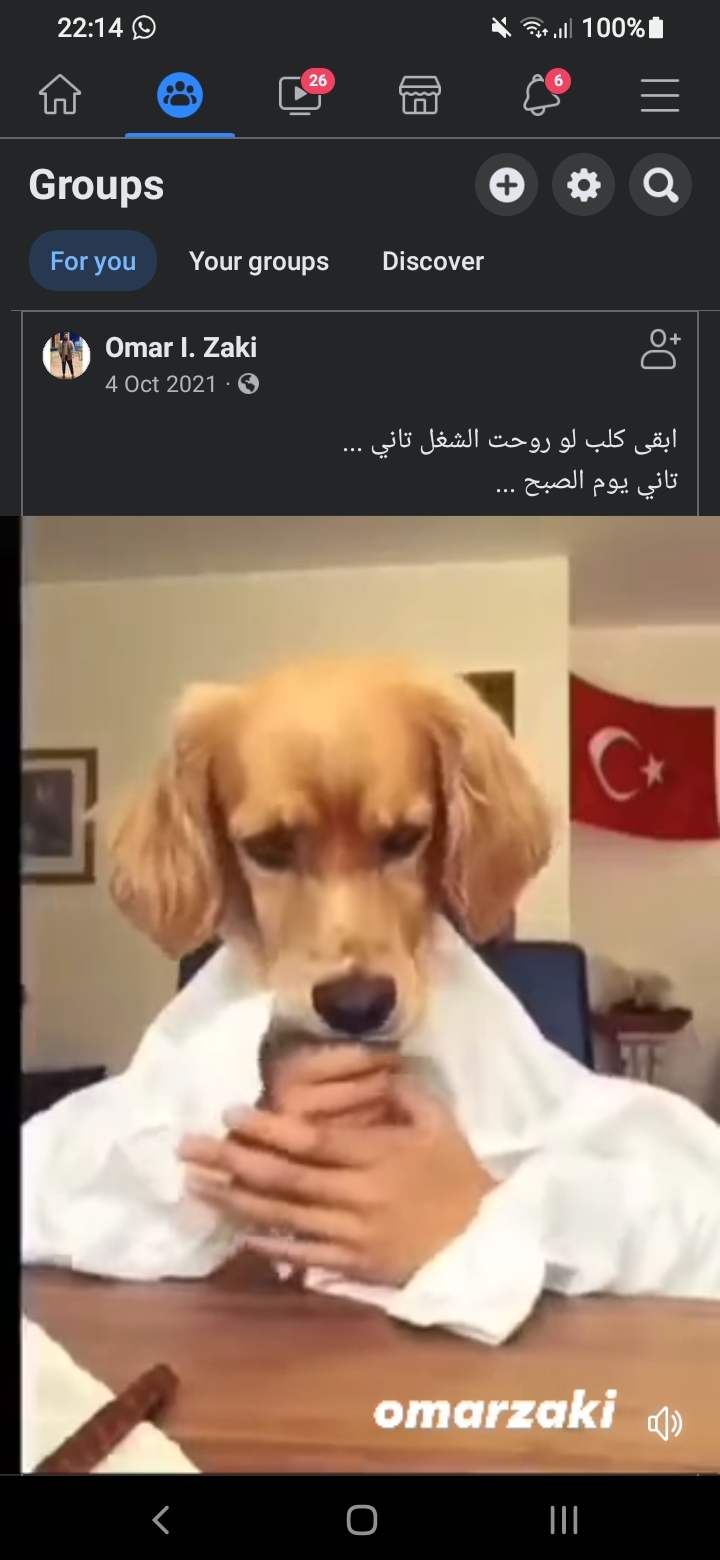 22:14
100%
26
6
Groups
For you
Your groups
Discover
Omar I. Zaki
4 Oct 2021 ·
ابقى كلب لو روحت الشغل تاني ...
تاني يوم الصبح ...
omarzaki